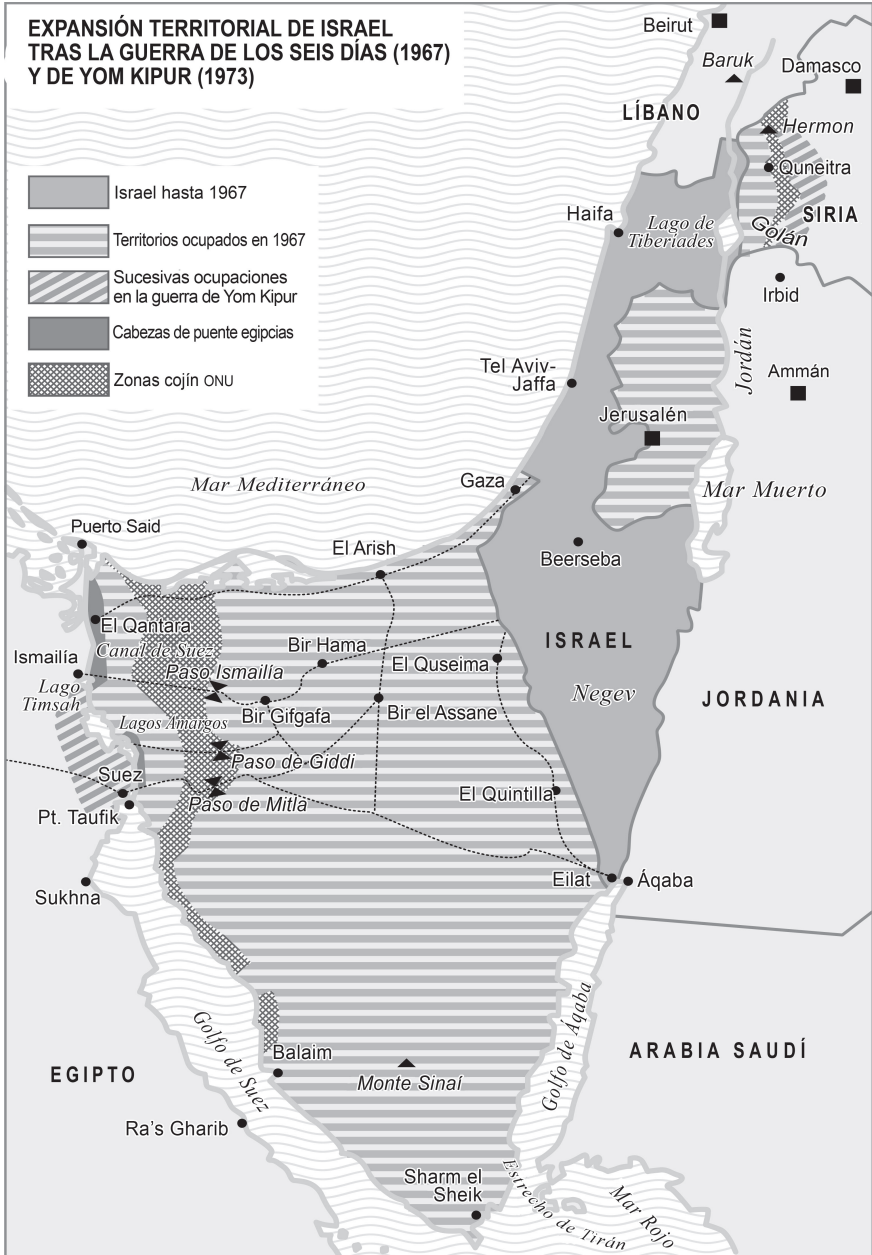 EXPANSIÓN TERRITORIAL DE ISRAEL
TRAS LA GUERRA DE LOS SEIS DÍAS (1967)
Y DE YOM KIPUR (1973)
Israel hasta 1967
Territorios ocupados en 1967
Sucesivas ocupaciones
en la guerra de Yom Kipur
Cabezas de puente egipcias
Zonas cojín ONU
Beirut
Baruk
Damasco
LÍBANO
Hermon
Quneitra
SIRIA
Golán
Haifa
Lago de
Tiberíades
Irbid
Tel Aviv-
Jaffa
Jordán
Ammán
Jerusalén
Mar Mediterráneo
Gaza
Mar Muerto
Puerto Said
El Arish
Beerseba
El Qantara
Canal de Súez
Ismailía
Paso Ismailía
Bir Hama
El Quseima
ISRAEL
Lago
Timsah
Negev
JORDANIA
Lagos Amargos
Bir Gifgafa
Bir el Assane
Paso de Giddi
Suez
Paso de Mitla
El Quintilla
Pt. Taufik
Eilat
Áqaba
Sukhna
Golfo de Suez
Golfo de Áqaba
EGIPTO
Balaim
Monte Sinaí
ARABIA SAUDÍ
Ra's Gharib
Sharm el
Sheik
Estrecho de Tirán
Mar Rojo